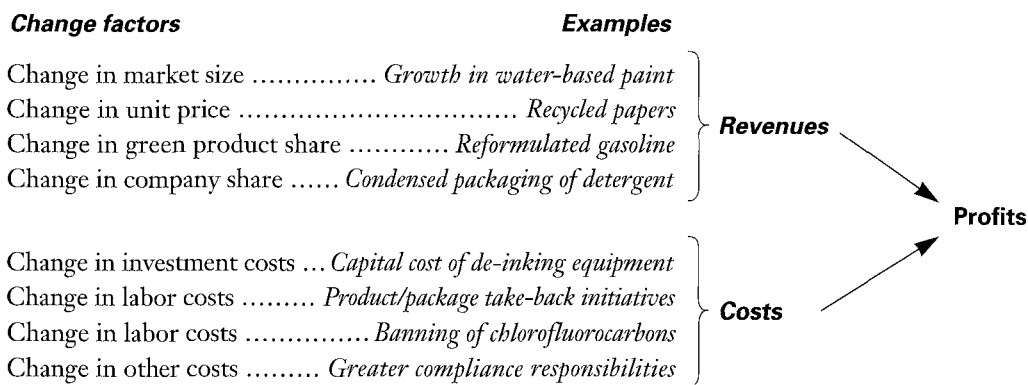 Change factors Examples
Change in market size ............... Growth in water-based paint
Change in unit price .................................. Recycled papers
Change in green product share ............ Reformulated gasoline
Change in company share ...... Condensed packaging of detergent
Revenues
Profits
Change in investment costs ... Capital cost of de-inking equipment
Change in labor costs ......... Product/package take-back initiatives
Change in labor costs ............... Banning of chlorofluorocarbons
Change in other costs ......... Greater compliance responsibilities
Costs